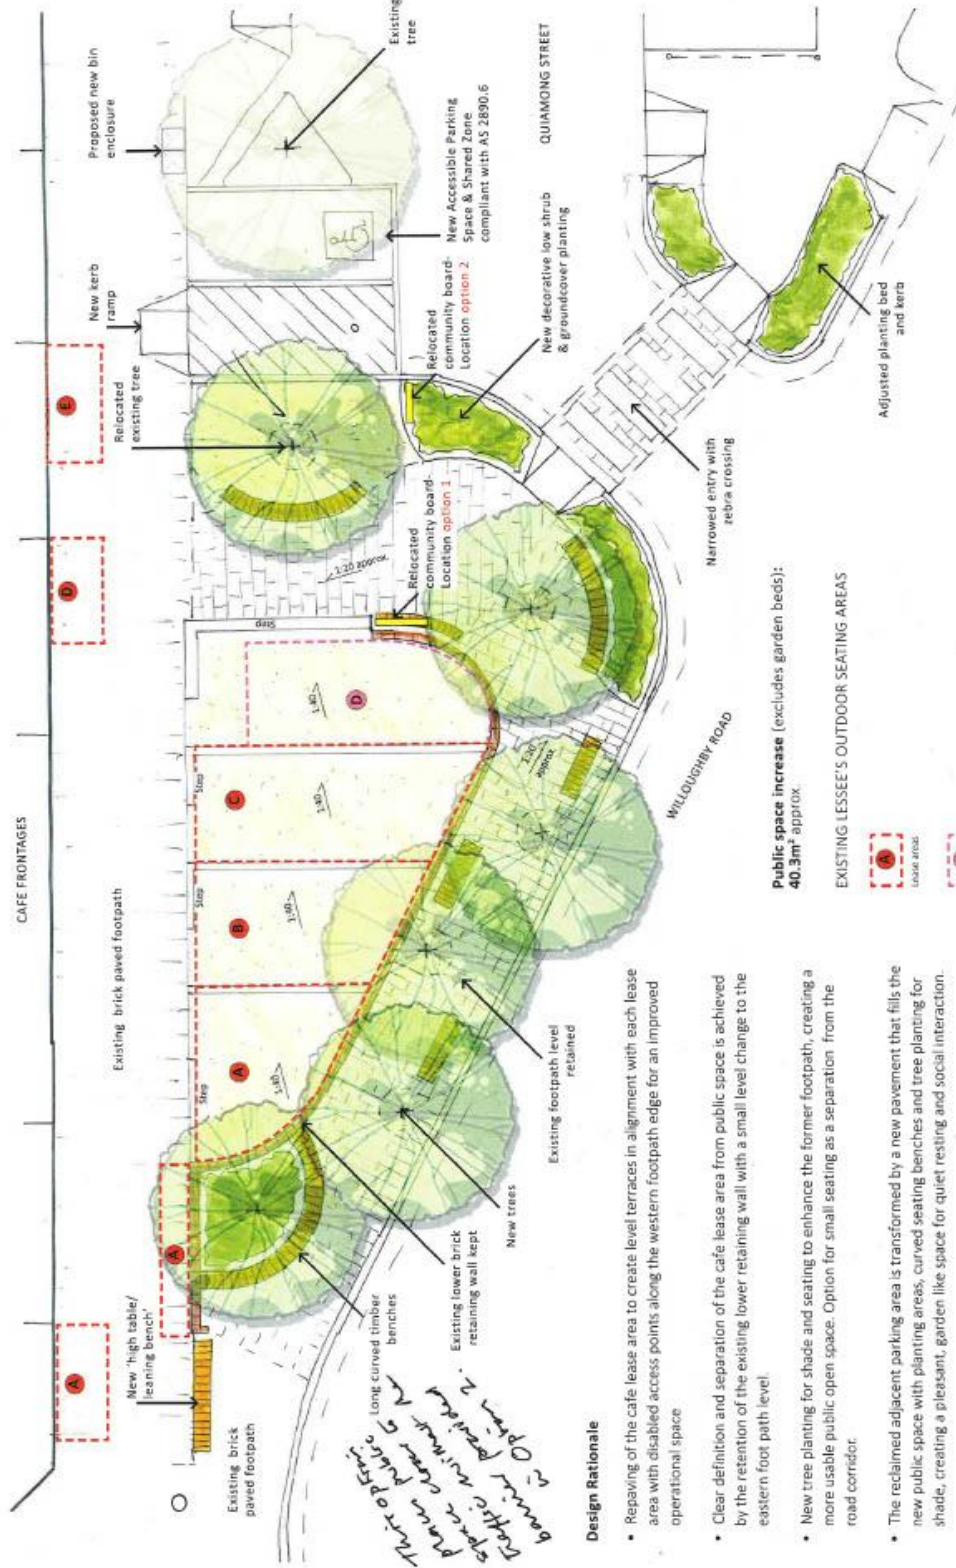 CAFE FRONTAGES
A
New 'high table/
leaning bench'
A
Existing brick paved footpath
D
E
Relocated
existing tree
New kerb
ramp
Proposed new bin
enclosure
Existing brick
paved footpath
Step
A
1:40
Step
B
1:40
Step
C
1:40
D
1:40
Step
1:20 approx.
Existing
tree
Long curved timber
benches
Existing lower brick
retaining wall kept
New trees
Existing footpath level
retained
1:20
approx
Relocated
community board-
Location option 1
Relocated
community board-
Location option 2
New Accessible Parking
Space & Shared Zone
compliant with AS 2890.6
New decorative low shrub
& groundcover planting
QUIAMONG STREET
WILLOUGHBY ROAD
Narrowed entry with
zebra crossing
Adjusted planting bed
and kerb
This option
places public
space closer to
traffic
barrier provided
in Option 2.
Design Rationale
• Repaving of the cafe lease area to create level terraces in alignment with each lease
area with disabled access points along the western footpath edge for an improved
operational space
• Clear definition and separation of the cafe lease area from public space is achieved
by the retention of the existing lower retaining wall with a small level change to the
eastern foot path level.
• New tree planting for shade and seating to enhance the former footpath, creating a
more usable public open space. Option for small seating as a separation from the
road corridor.
• The reclaimed adjacent parking area is transformed by a new pavement that fills the
new public space with planting areas, curved seating benches and tree planting for
shade, creating a pleasant, garden like space for quiet resting and social interaction.
Public space increase (excludes garden beds):
40.3m² approx.
EXISTING LESSEE'S OUTDOOR SEATING AREAS
A
Lease areas